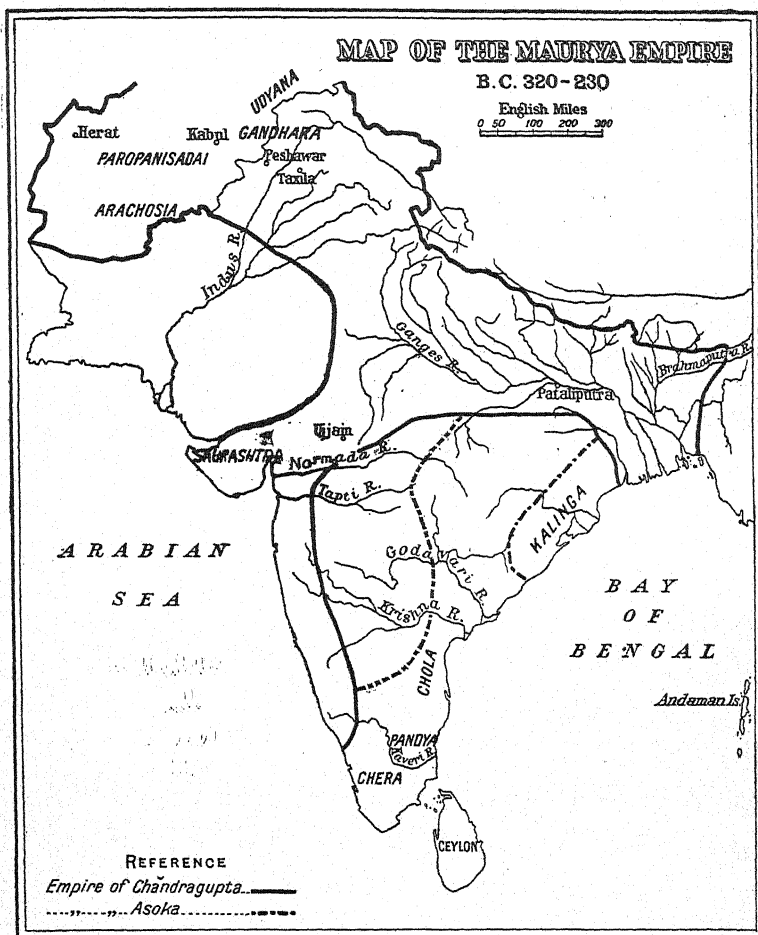 MAP OF THE MAURYA EMPIRE
B.C. 320-230
English Miles
0 50 100 200 300
UDYANA
Herat
Kabul
GANDHARA
PAROPANISADAI
Peshawar
Taxila
ARACHOSIA
Indus R.
Ganges R.
Brahmaputra R.
Pataliputra
Ujjain
SAURASHTRA
Normada R.
Tapti R.
KALINGA
ARABIAN
SEA
Godavari R.
BAY
OF
BENGAL
Krishna R.
CHOLA
Andaman Is.
PANDYA
Kaveri R.
CHERA
CEYLON
REFERENCE
Empire of Chandragupta
" " Asoka